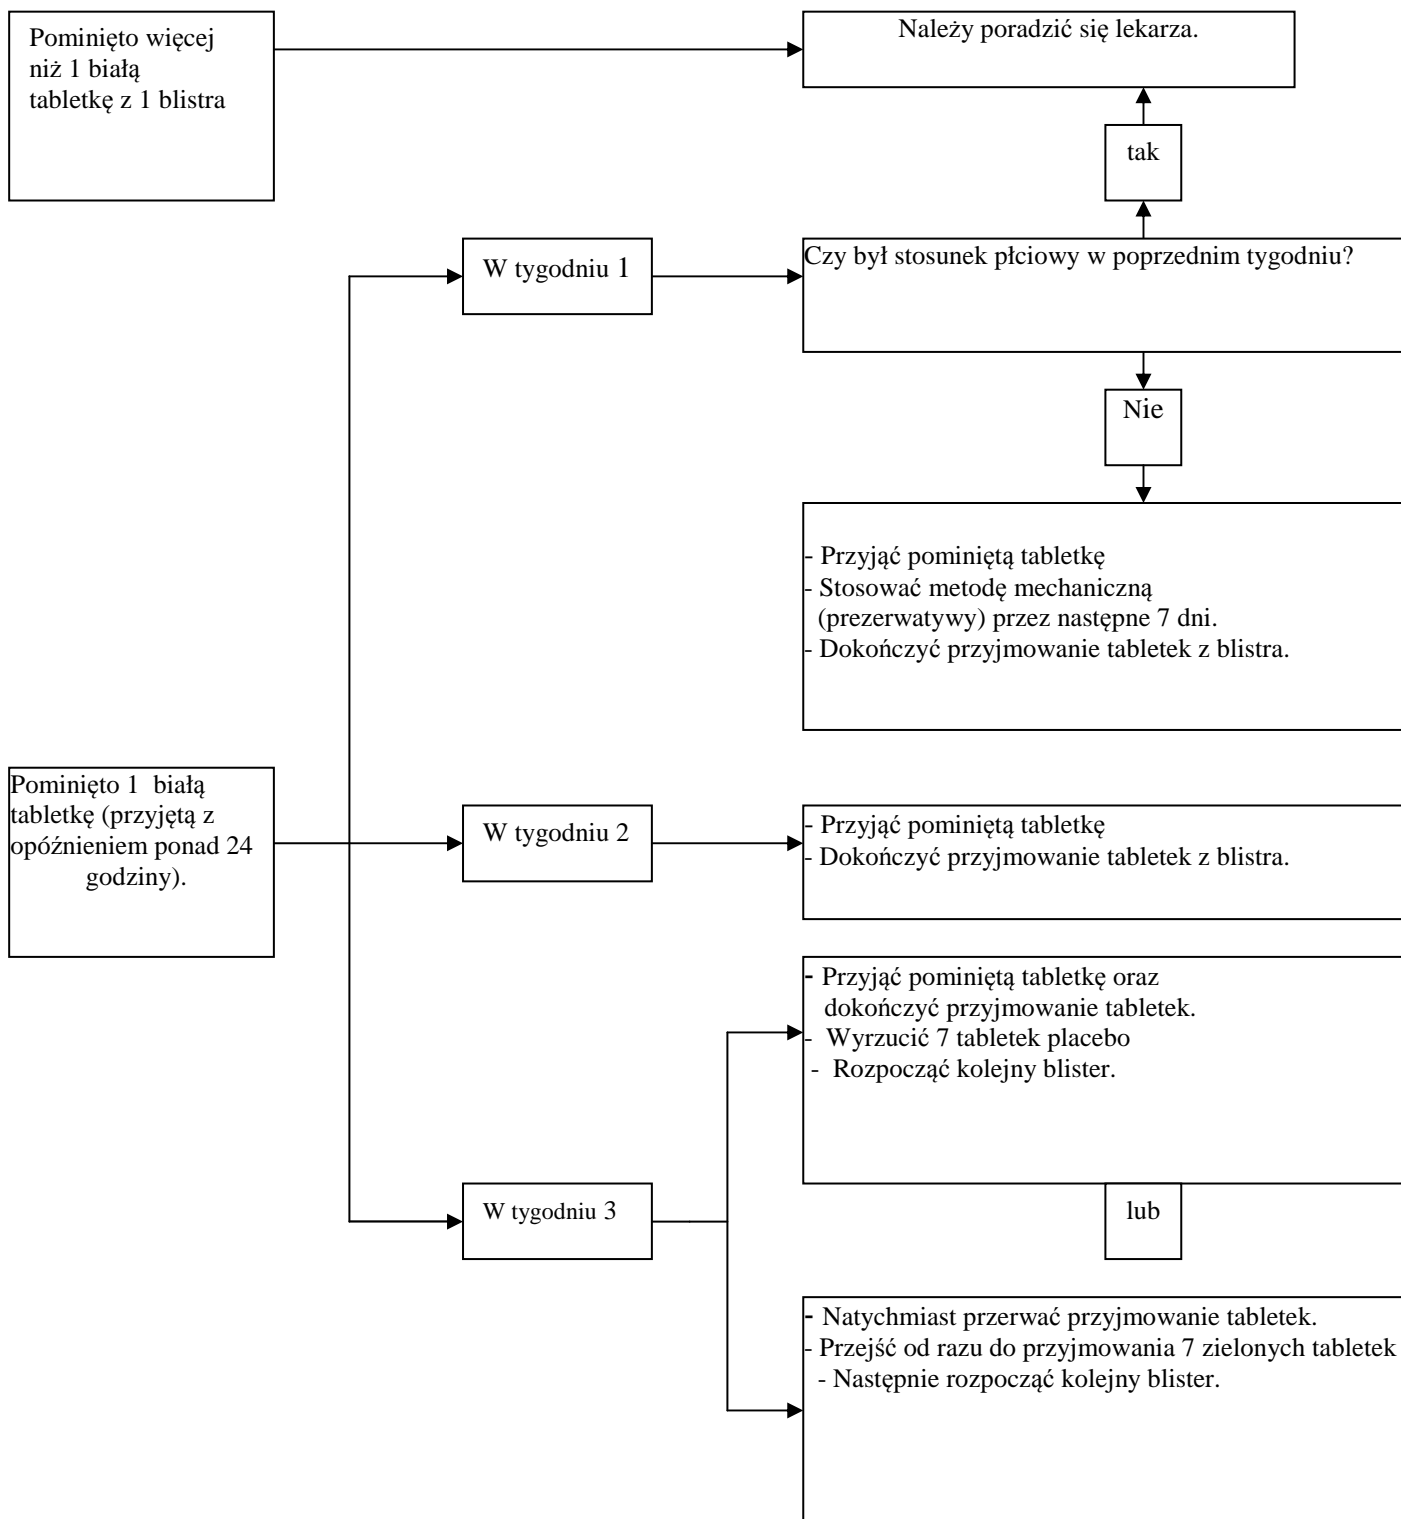 Pominięto więcej
niż 1 białą
tabletkę z 1 blistra
Należy poradzić się lekarza.
tak
W tygodniu 1
Czy był stosunek płciowy w poprzednim tygodniu?
Nie
- Przyjąć pominiętą tabletkę
- Stosować metodę mechaniczną
(prezerwatywy) przez następne 7 dni.
- Dokończyć przyjmowanie tabletek z blistra.
Pominięto 1 białą
tabletkę (przyjętą z
opóźnieniem ponad 24
godziny).
W tygodniu 2
- Przyjąć pominiętą tabletkę
- Dokończyć przyjmowanie tabletek z blistra.
W tygodniu 3
- Przyjąć pominiętą tabletkę oraz
dokończyć przyjmowanie tabletek.
- Wyrzucić 7 tabletek placebo
- Rozpocząć kolejny blister.
lub
- Natychmiast przerwać przyjmowanie tabletek.
- Przejść od razu do przyjmowania 7 zielonych tabletek
- Następnie rozpocząć kolejny blister.